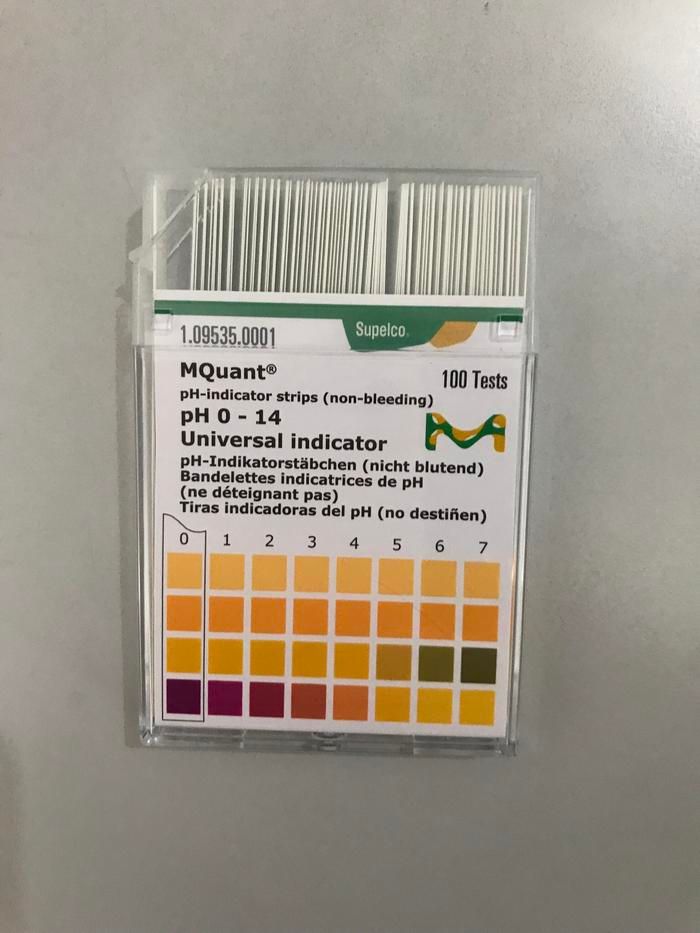 Supelco®
1.09535.0001
MQuant®
100 Tests
pH-indicator strips (non-bleeding)
pH 0 - 14
Universal indicator
pH-Indikatorstäbchen (nicht blutend)
Bandelettes indicatrices de pH
(ne déteignant pas)
Tiras indicadoras del pH (no destiñen)
0 1 2 3 4 5 6 7